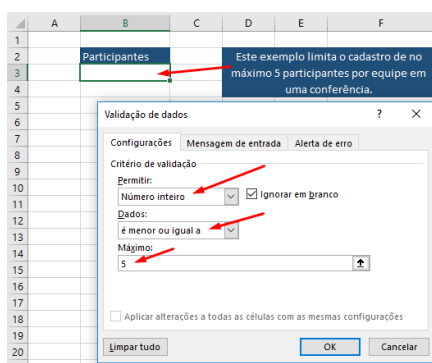 A B C D E F
1
2 Participantes Este exemplo limita o cadastro de no
3 máximo 5 participantes por equipe em
4 uma conferência.
5
6 Validação de dados ? ×
7
8 Configurações Mensagem de entrada Alerta de erro
9 Critério de validação
10 Permitir:
11 Número inteiro Ignorar em branco
12 Dados:
13 é menor ou igual a
14 Máximo:
15 5
16
17
18 Aplicar alterações a todas as células com as mesmas configurações
19
20 Limpar tudo OK Cancelar